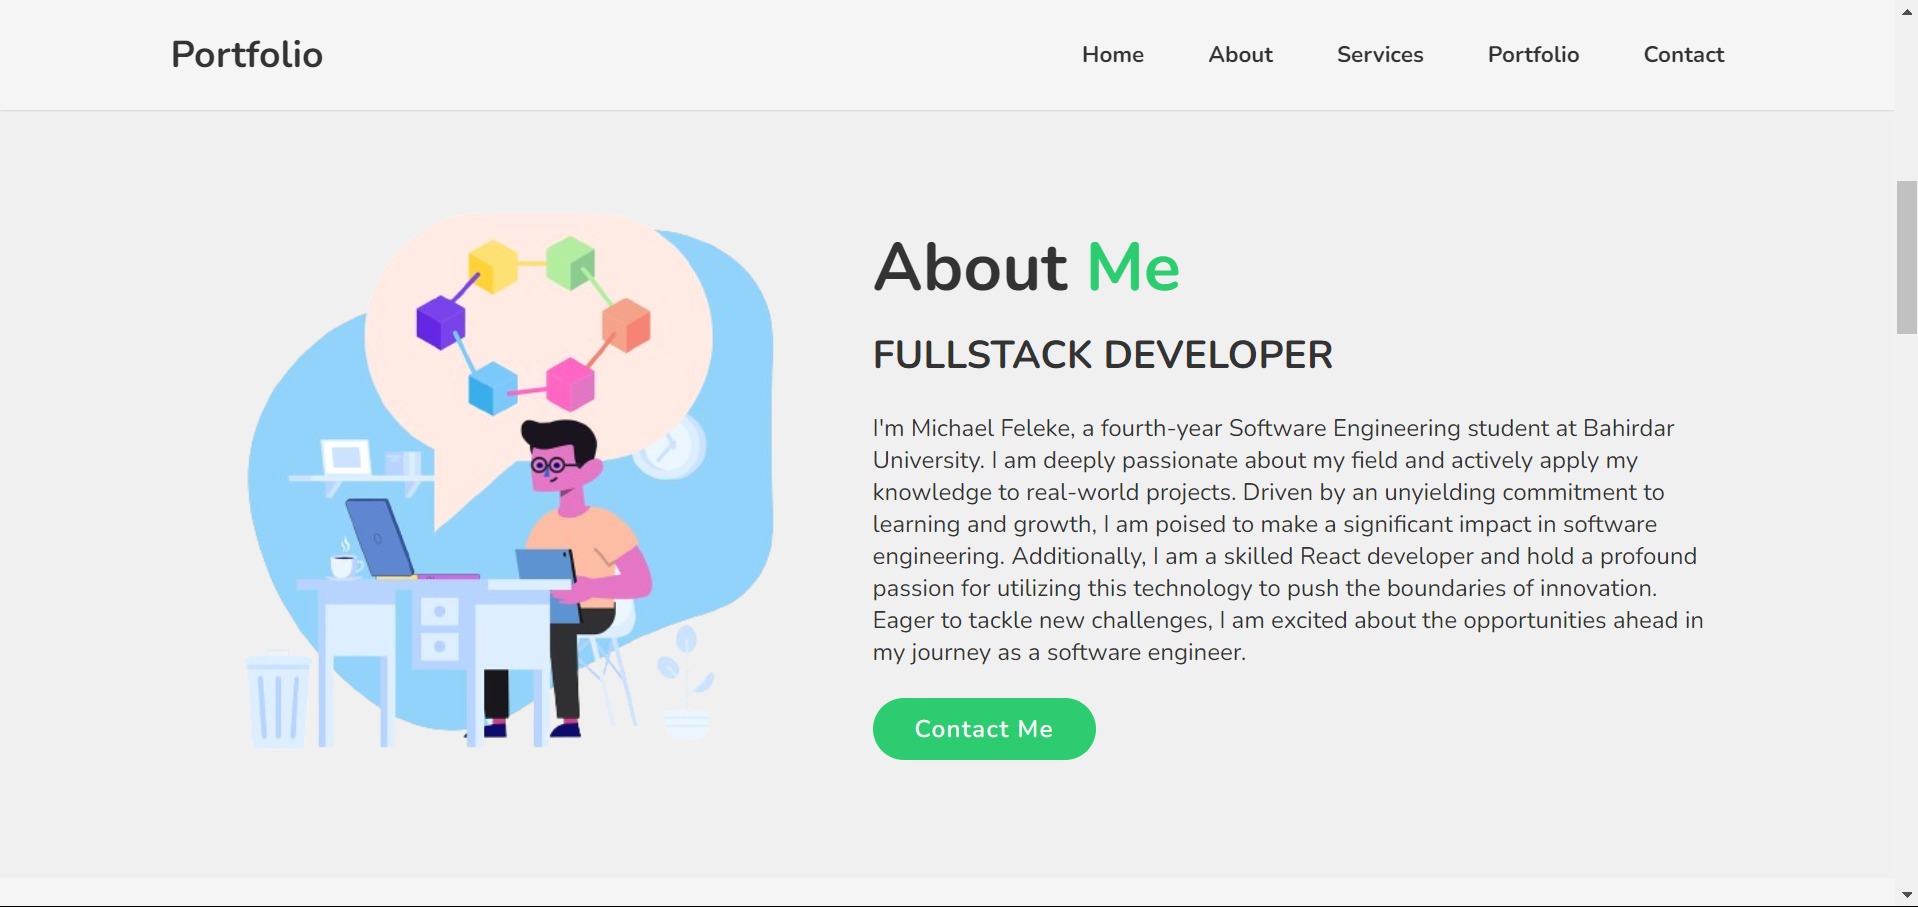 Portfolio
Home About Services Portfolio Contact
About Me
FULLSTACK DEVELOPER
I'm Michael Feleke, a fourth-year Software Engineering student at Bahirdar
University. I am deeply passionate about my field and actively apply my
knowledge to real-world projects. Driven by an unyielding commitment to
learning and growth, I am poised to make a significant impact in software
engineering. Additionally, I am a skilled React developer and hold a profound
passion for utilizing this technology to push the boundaries of innovation.
Eager to tackle new challenges, I am excited about the opportunities ahead in
my journey as a software engineer.
Contact Me